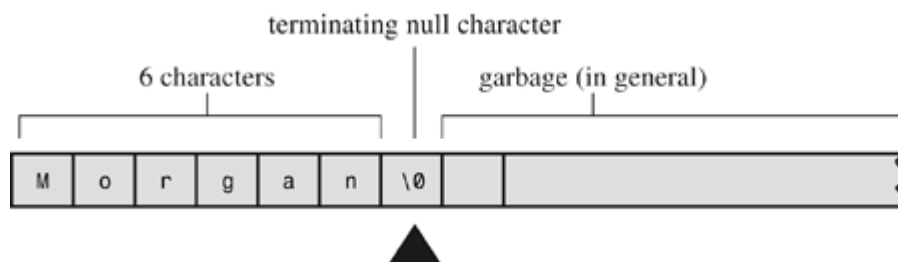 terminating null character
6 characters
garbage (in general)
M o r g a n \0